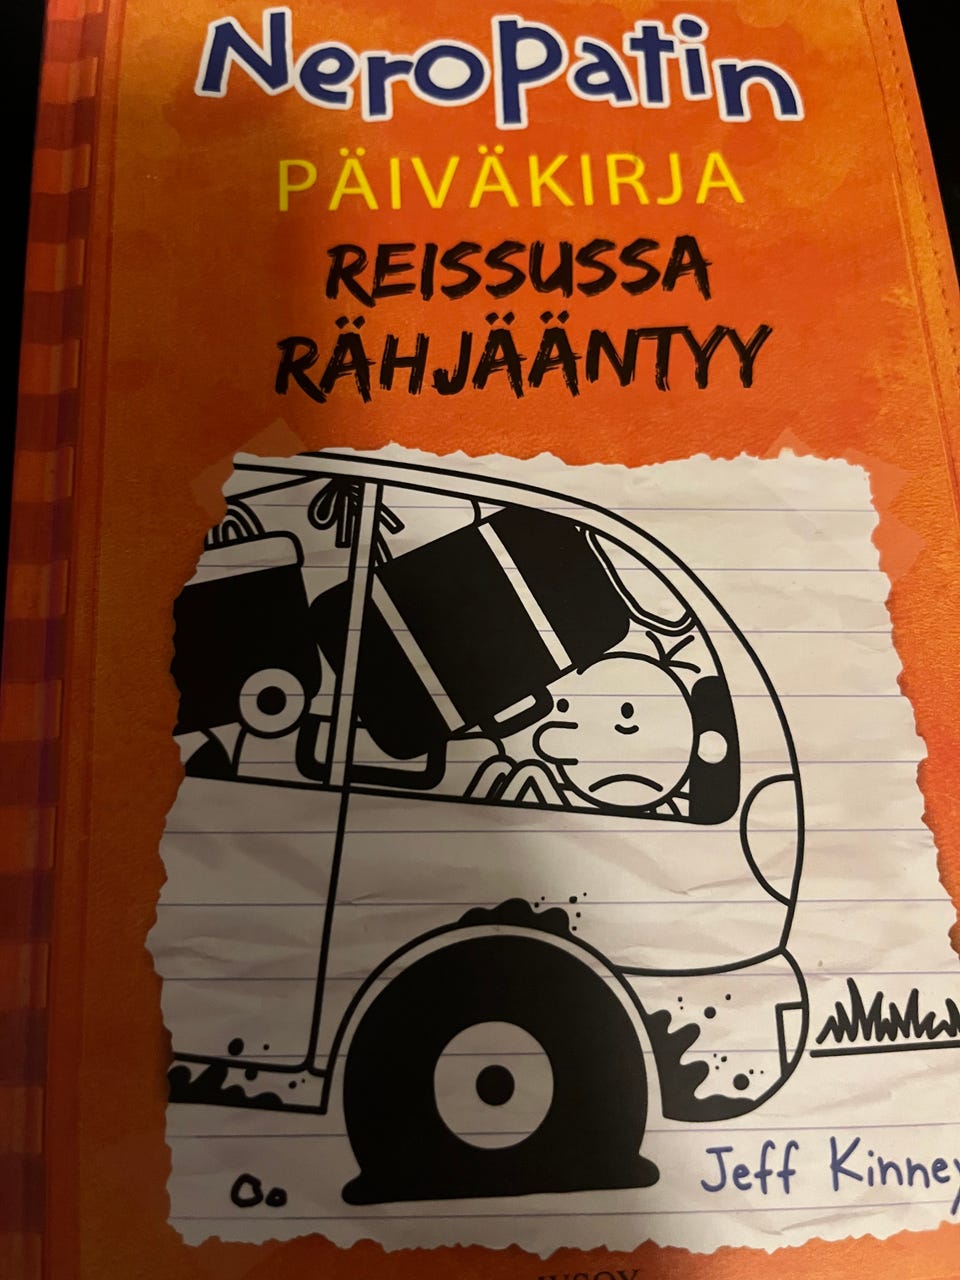 Neropatin
PÄIVÄKIRJA
REISSUSSA
RÄHJÄÄNTYY
Jeff Kinney